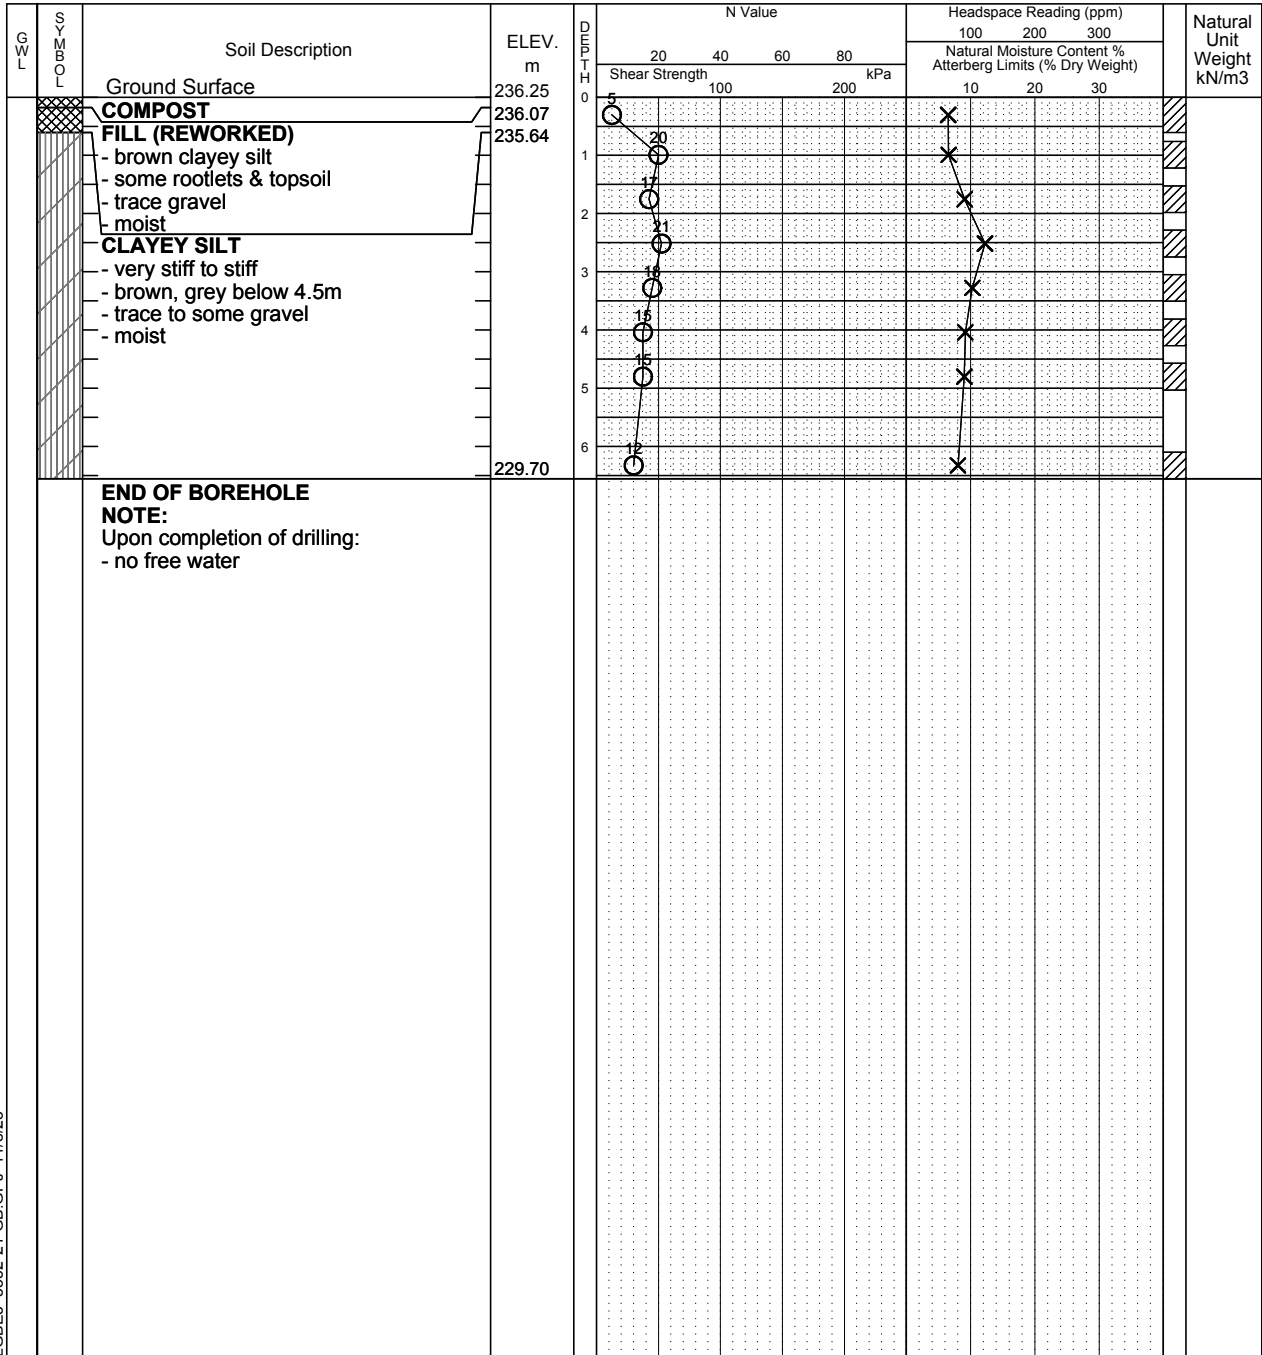 GWL
SYMBOL
Soil Description
Ground Surface
ELEV.
m
236.25
DEPTH
N Value
20 40 60 80
Shear Strength kPa
100 200
Headspace Reading (ppm)
100 200 300
Natural Moisture Content %
Atterberg Limits (% Dry Weight)
10 20 30
Natural
Unit
Weight
kN/m3
0
COMPOST 236.07
5
FILL (REWORKED) 235.64
- brown clayey silt
20
1
- some rootlets & topsoil
- trace gravel
17
- moist
2
CLAYEY SILT
21
- very stiff to stiff
3
18
- brown, grey below 4.5m
- trace to some gravel
15
- moist
4
15
5
6
12
229.70
END OF BOREHOLE
NOTE:
Upon completion of drilling:
- no free water